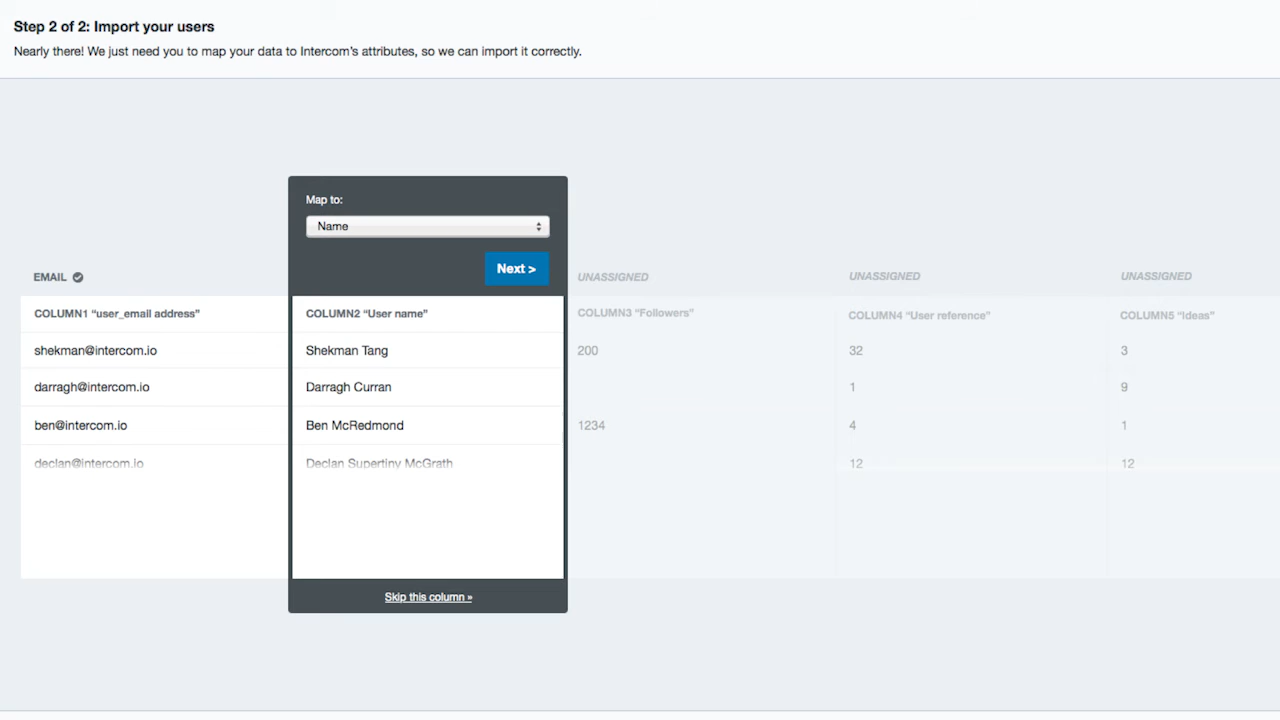 Step 2 of 2: Import your users
Nearly there! We just need you to map your data to Intercom's attributes, so we can import it correctly.
Map to:
Name
Next >
EMAIL
UNASSIGNED
UNASSIGNED
UNASSIGNED
COLUMN1 “user_email address”
COLUMN2 “User name”
COLUMN3 “Followers”
COLUMN4 “User reference”
COLUMN5 “Ideas”
shekman@intercom.io
Shekman Tang
200
32
3
darragh@intercom.io
Darragh Curran
1
9
ben@intercom.io
Ben McRedmond
1234
4
1
declan@intercom.io
Declan Supertiny McGrath
12
12
Skip this column »